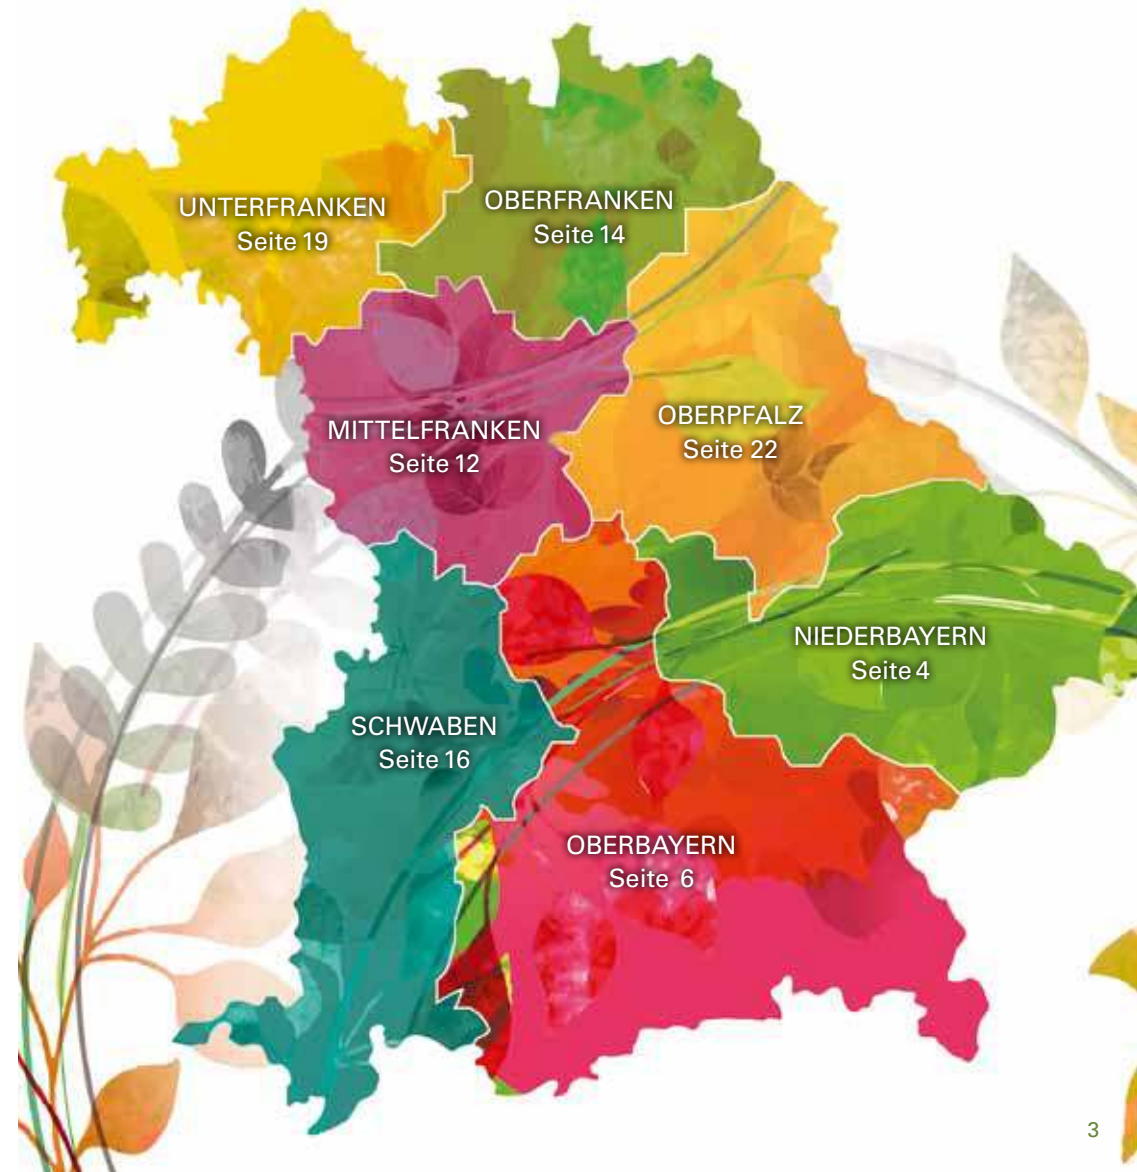 UNTERFRANKEN
Seite 19
OBERFRANKEN
Seite 14
MITTELFRANKEN
Seite 12
OBERPFALZ
Seite 22
NIEDERBAYERN
Seite 4
SCHWABEN
Seite 16
OBERBAYERN
Seite 6
3